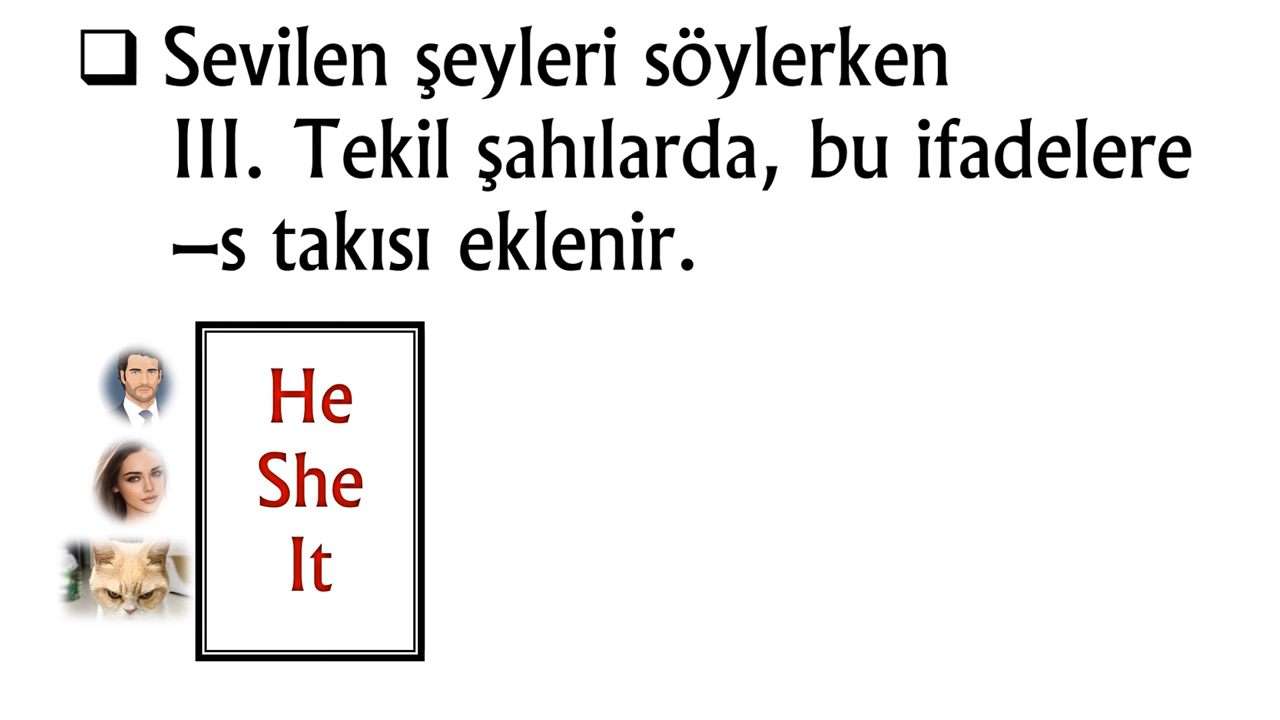 ❑ Sevilen şeyleri söylerken
III. Tekil şahılarda, bu ifadelere
–s takısı eklenir.
He
She
It